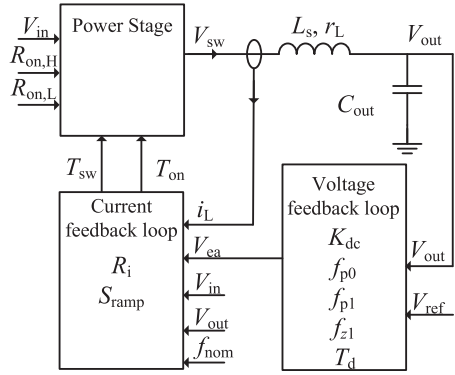 Power Stage
V_in
R_on,H
R_on,L
V_sw
L_s, r_L
V_out
C_out
T_sw
T_on
Current
feedback loop
R_i
S_ramp
i_L
V_ea
V_in
V_out
f_nom
Voltage
feedback loop
K_dc
f_p0
f_p1
f_z1
T_d
V_out
V_ref